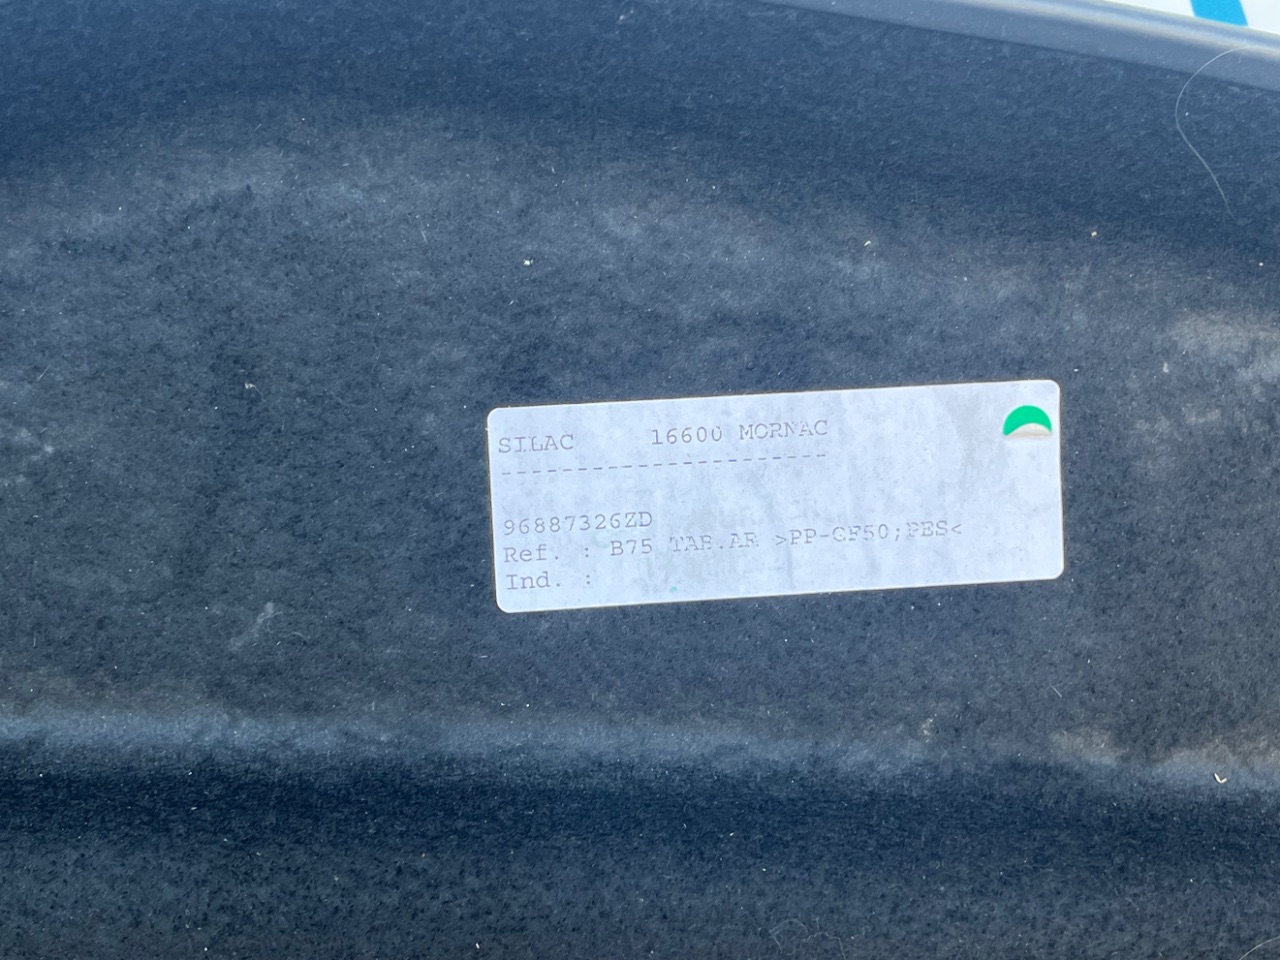 SILAC 16600 MORNAC
---------------------
96887326ZD
Ref. : B75 TAB.AR >PP-GF50;PES<
Ind. :